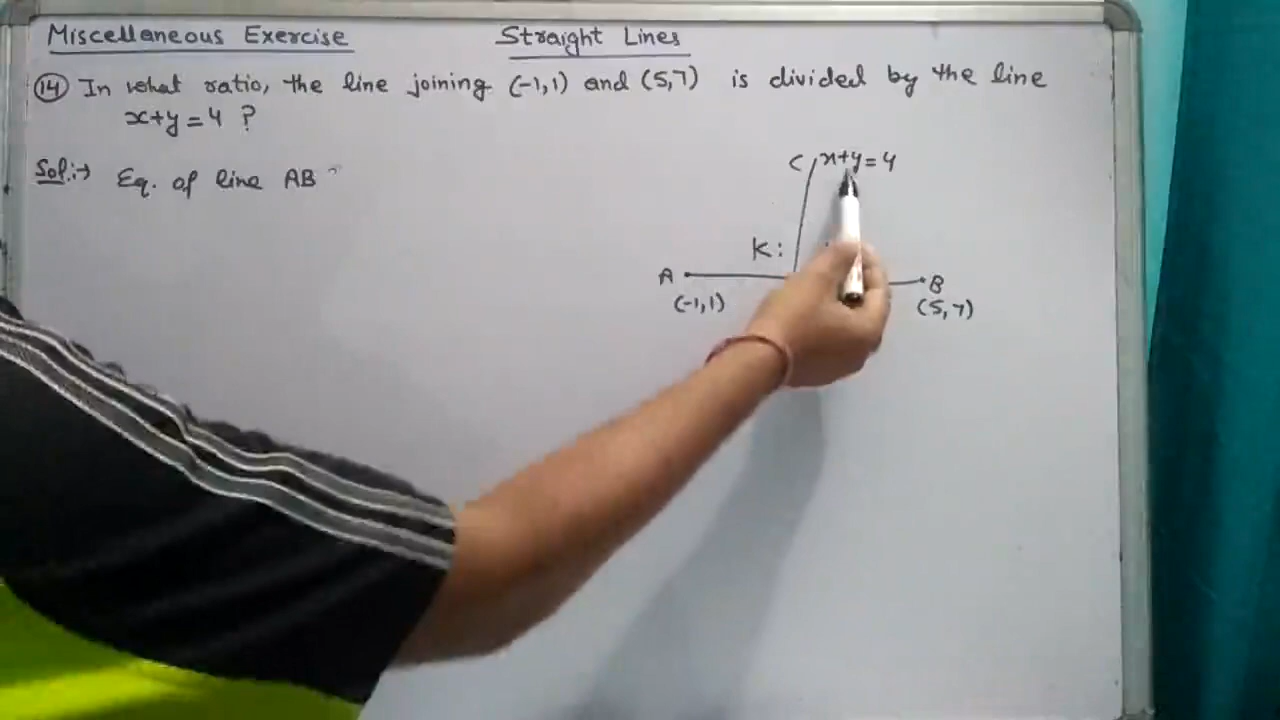 Miscellaneous Exercise Straight Lines
(14) In what ratio, the line joining (-1,1) and (5,7) is divided by the line
x+y=4 ?
Sol:→ Eq. of line AB
C x+y=4
K:
A B
(-1,1) (5,7)